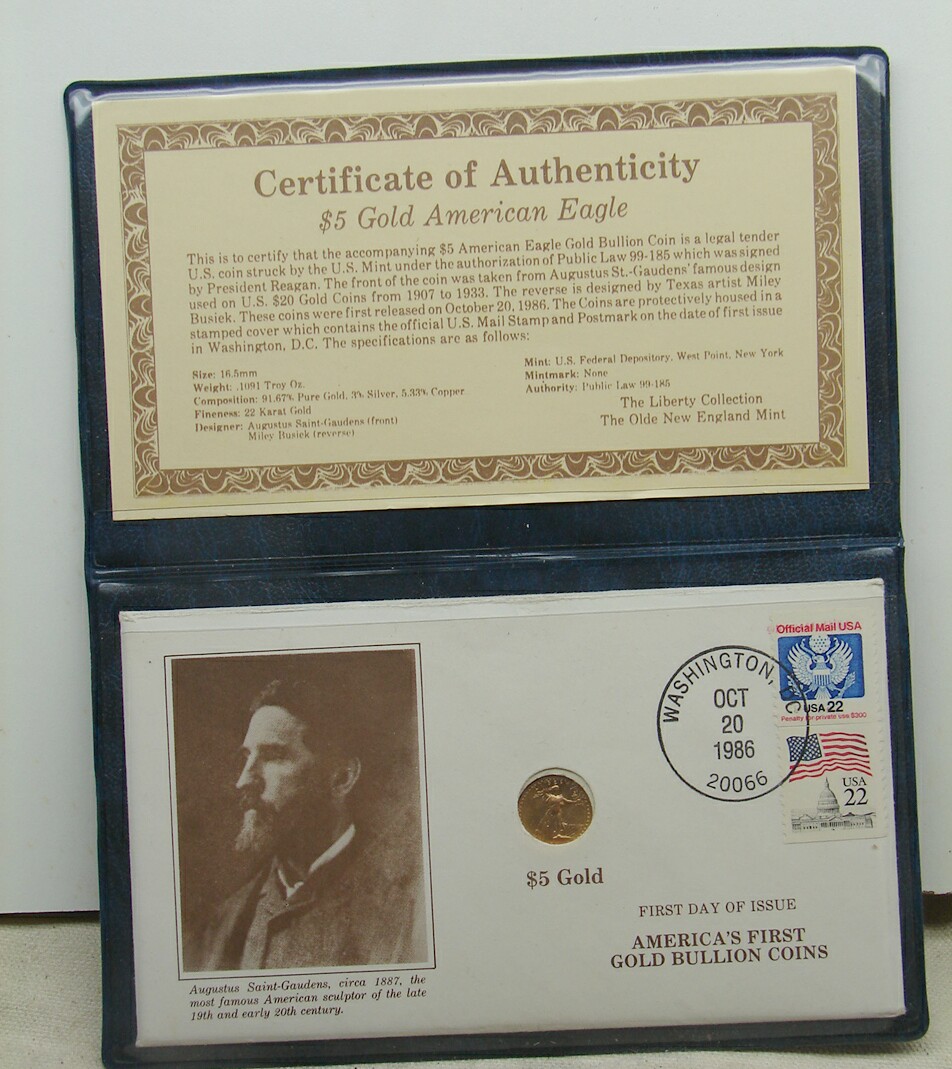 Certificate of Authenticity
$5 Gold American Eagle
This is to certify that the accompanying $5 American Eagle Gold Bullion Coin is a legal tender
U.S. coin struck by the U.S. Mint under the authorization of Public Law 99-185 which was signed
by President Reagan. The front of the coin was taken from Augustus St.-Gaudens' famous design
used on U.S. $20 Gold Coins from 1907 to 1933. The reverse is designed by Texas artist Miley
Busiek. These coins were first released on October 20, 1986. The Coins are protectively housed in a
stamped cover which contains the official U.S. Mail Stamp and Postmark on the date of first issue
in Washington, D.C. The specifications are as follows:
Size: 16.5mm
Weight: .1091 Troy Oz.
Composition: 91.67% Pure Gold, 3% Silver, 5.33% Copper
Fineness: 22 Karat Gold
Designer: Augustus Saint-Gaudens (front)
Miley Busiek (reverse)
Mint: U.S. Federal Depository, West Point, New York
Mintmark: None
Authority: Public Law 99-185
The Liberty Collection
The Olde New England Mint
Official Mail USA
USA 22
Penalty for private use $300
USA
22
WASHINGTON, DC
OCT
20
1986
20066
$5 Gold
FIRST DAY OF ISSUE
AMERICA'S FIRST
GOLD BULLION COINS
Augustus Saint-Gaudens, circa 1887, the
most famous American sculptor of the late
19th and early 20th century.